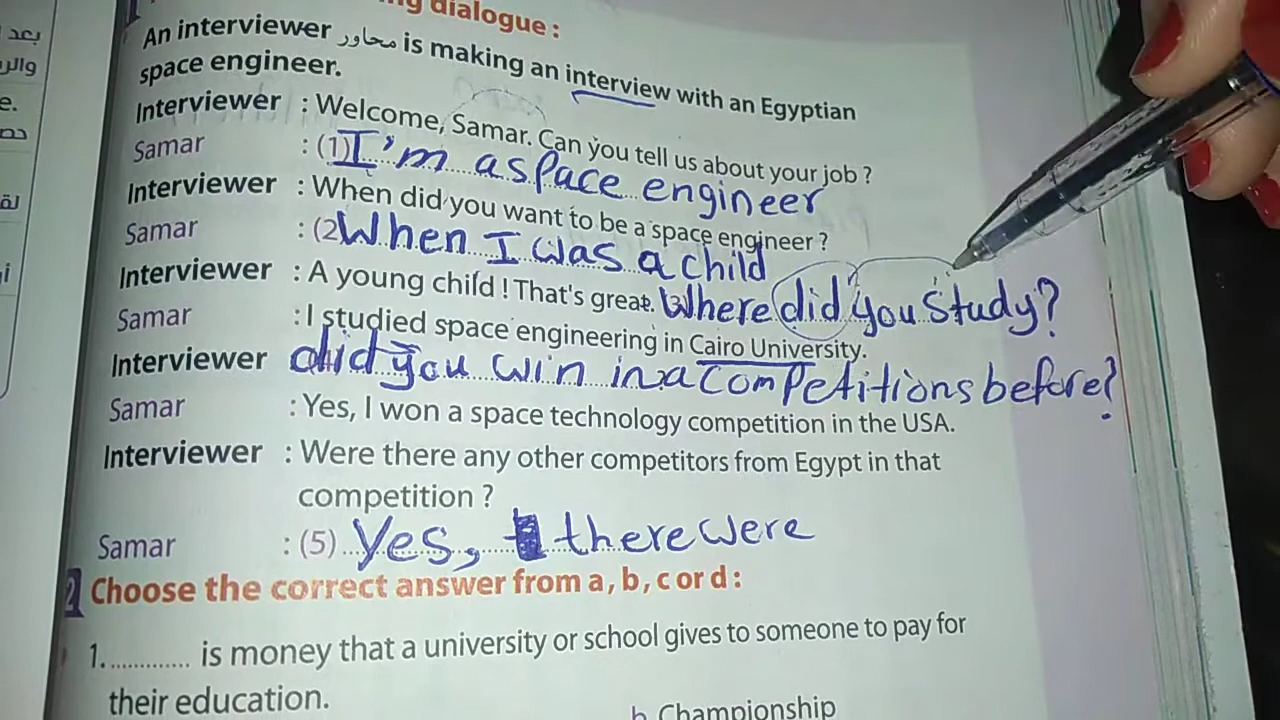 ng dialogue :
An interviewer محاور is making an interview with an Egyptian
space engineer.
Interviewer : Welcome, Samar. Can you tell us about your job ?
Samar : (1) I'm a space engineer
Interviewer : When did you want to be a space engineer ?
Samar : (2 When I was a child
Interviewer : A young child ! That's great. (3) Where did you study?
Samar : I studied space engineering in Cairo University.
Interviewer did you win in a competitions before?
Samar : Yes, I won a space technology competition in the USA.
Interviewer : Were there any other competitors from Egypt in that
competition ?
Samar : (5) Yes, there were
2 Choose the correct answer from a, b, c or d :
1. ............. is money that a university or school gives to someone to pay for
their education.
b. Championship
بعد
والر
e.